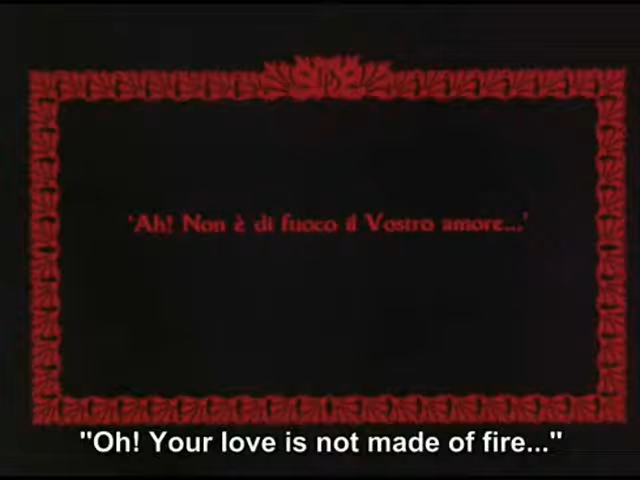 'Ah! Non è di fuoco il Vostro amore...'
"Oh! Your love is not made of fire..."